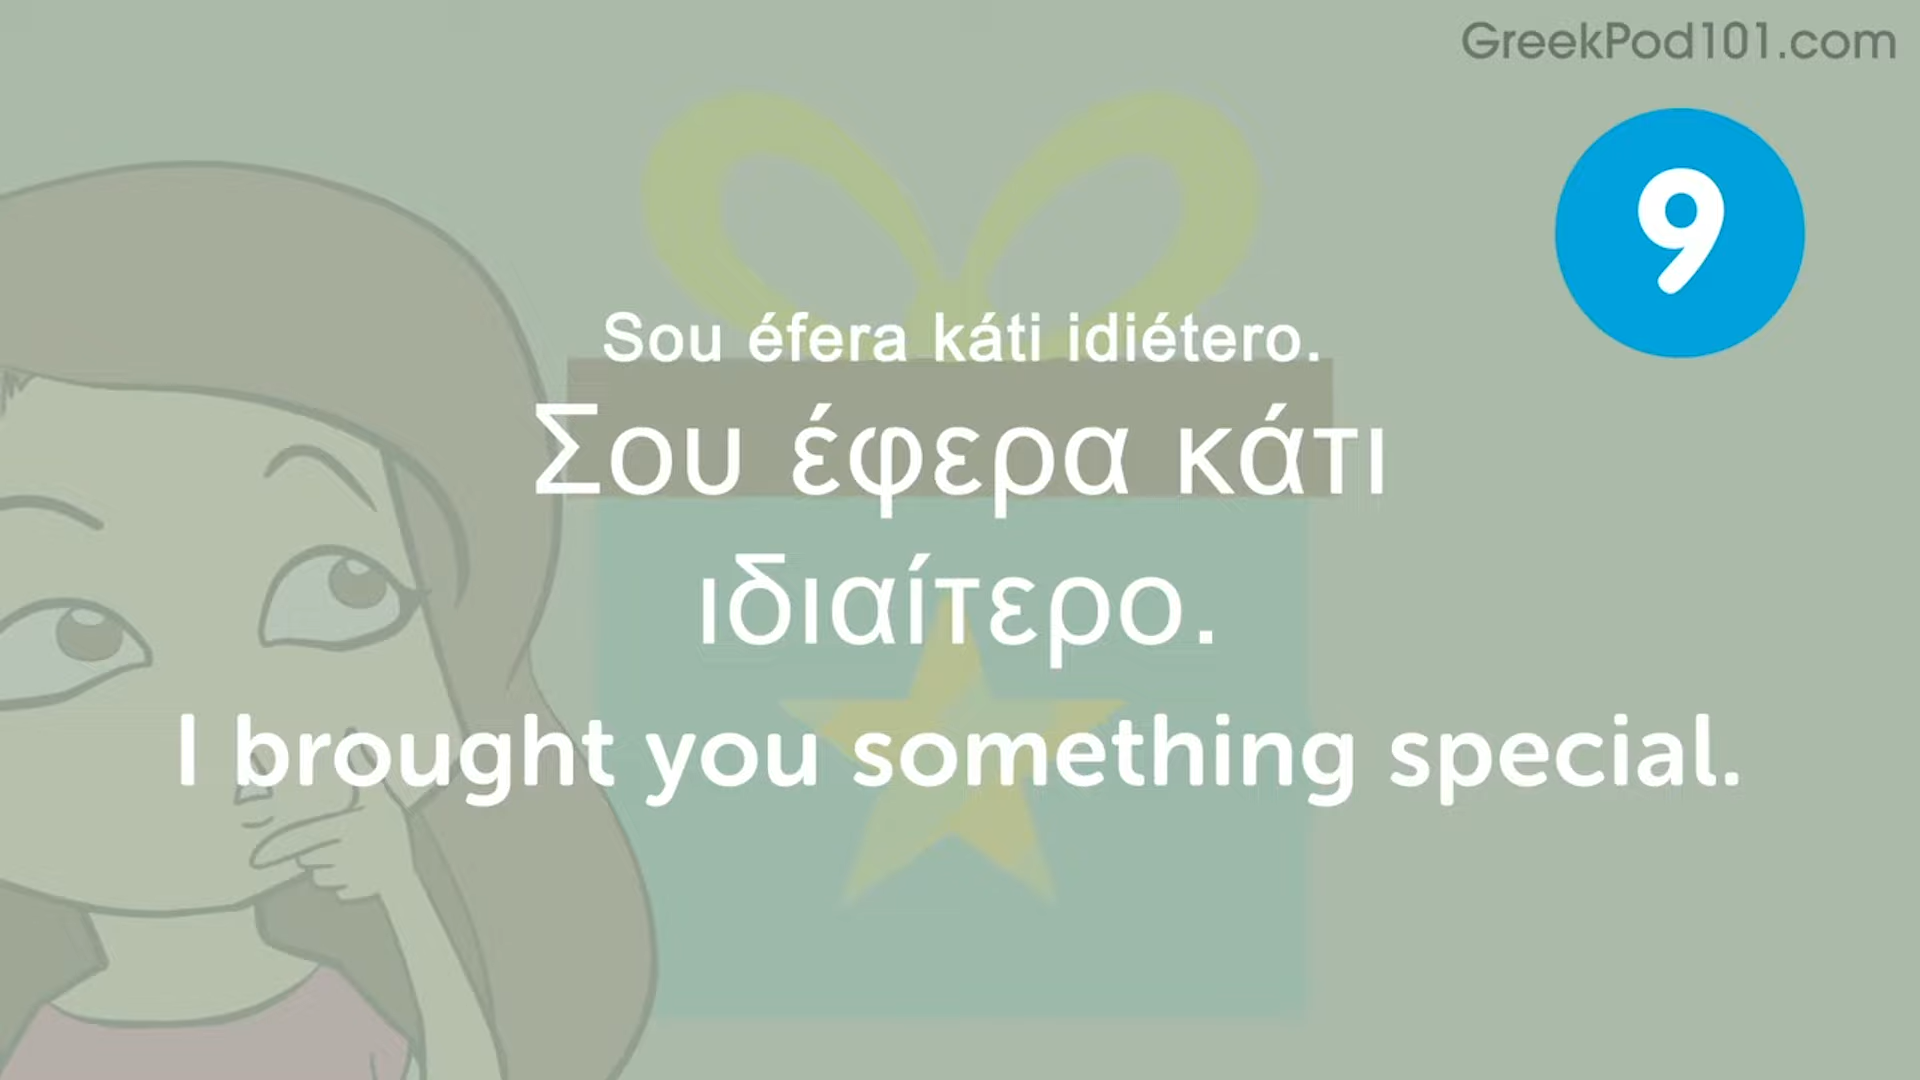 GreekPod101.com
9
Sou éfera káti idiétero.
Σου έφερα κάτι
ιδιαίτερο.
I brought you something special.